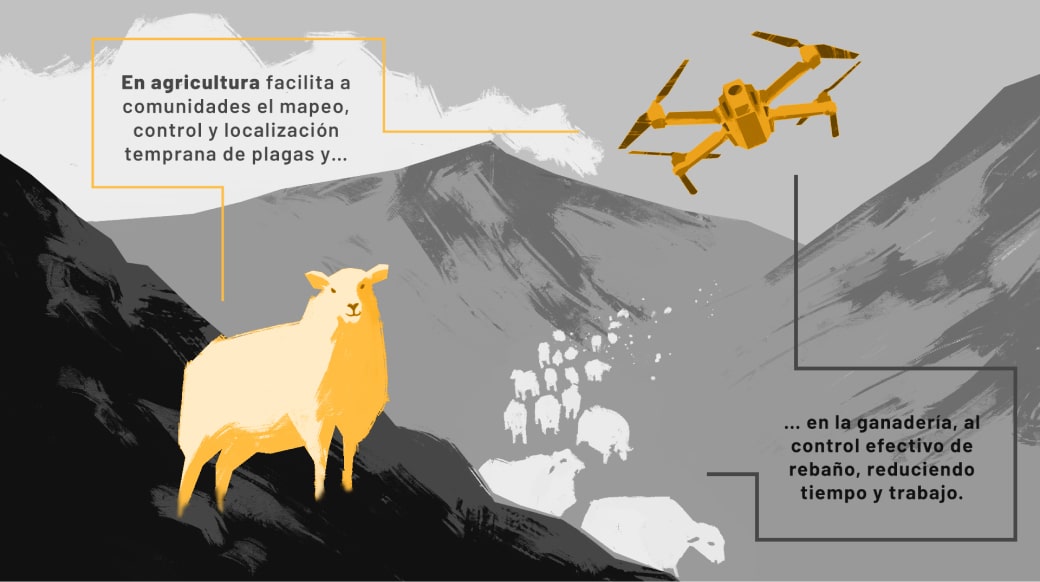 En agricultura facilita a
comunidades el mapeo,
control y localización
temprana de plagas y...
... en la ganadería, al
control efectivo de
rebaño, reduciendo
tiempo y trabajo.